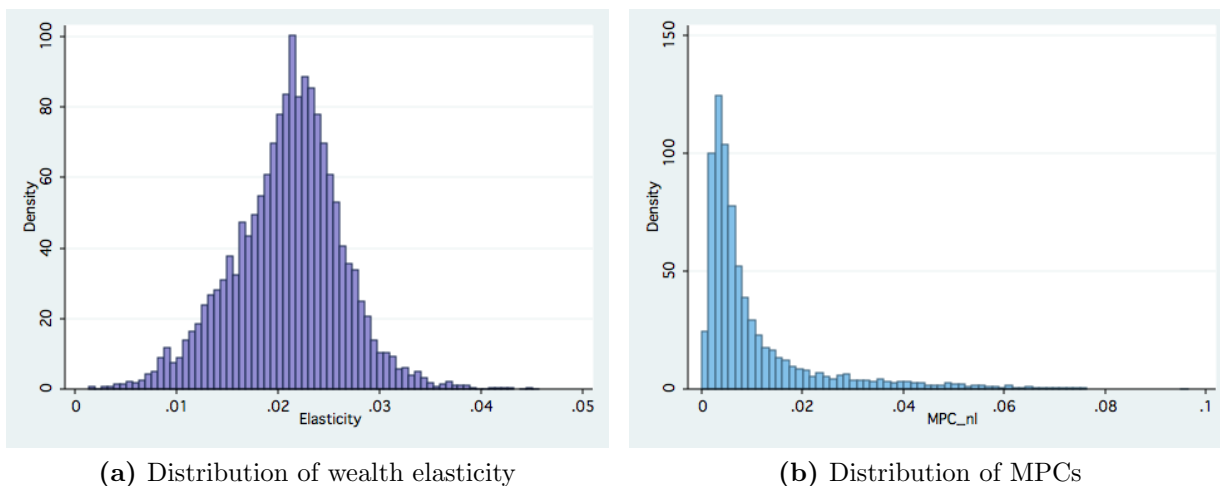 Density
100
80
60
40
20
0
0 .01 .02 .03 .04 .05
Elasticity
(a) Distribution of wealth elasticity
Density
150
100
50
0
0 .02 .04 .06 .08 .1
MPC_nl
(b) Distribution of MPCs